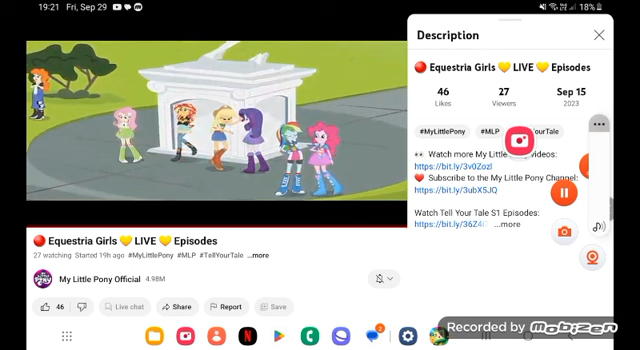 19:21 Fri, Sep 29
18%
Description
🔴 Equestria Girls 💛 LIVE 💛 Episodes
46 27 Sep 15
Likes Viewers 2023
#MyLittlePony #MLP urTale
👀 Watch more My Little videos:
https://bit.ly/3v0Zozl
❤️ Subscribe to the My Little Pony Channel:
https://bit.ly/3ubX5JQ
Watch Tell Your Tale S1 Episodes:
https://bit.ly/36Z4i ...more
🔴 Equestria Girls 💛 LIVE 💛 Episodes
27 watching Started 19h ago #MyLittlePony #MLP #TellYourTale ...more
My Little Pony Official 4.98M
46 Live chat Share Report Save
2
Recorded by mobizen